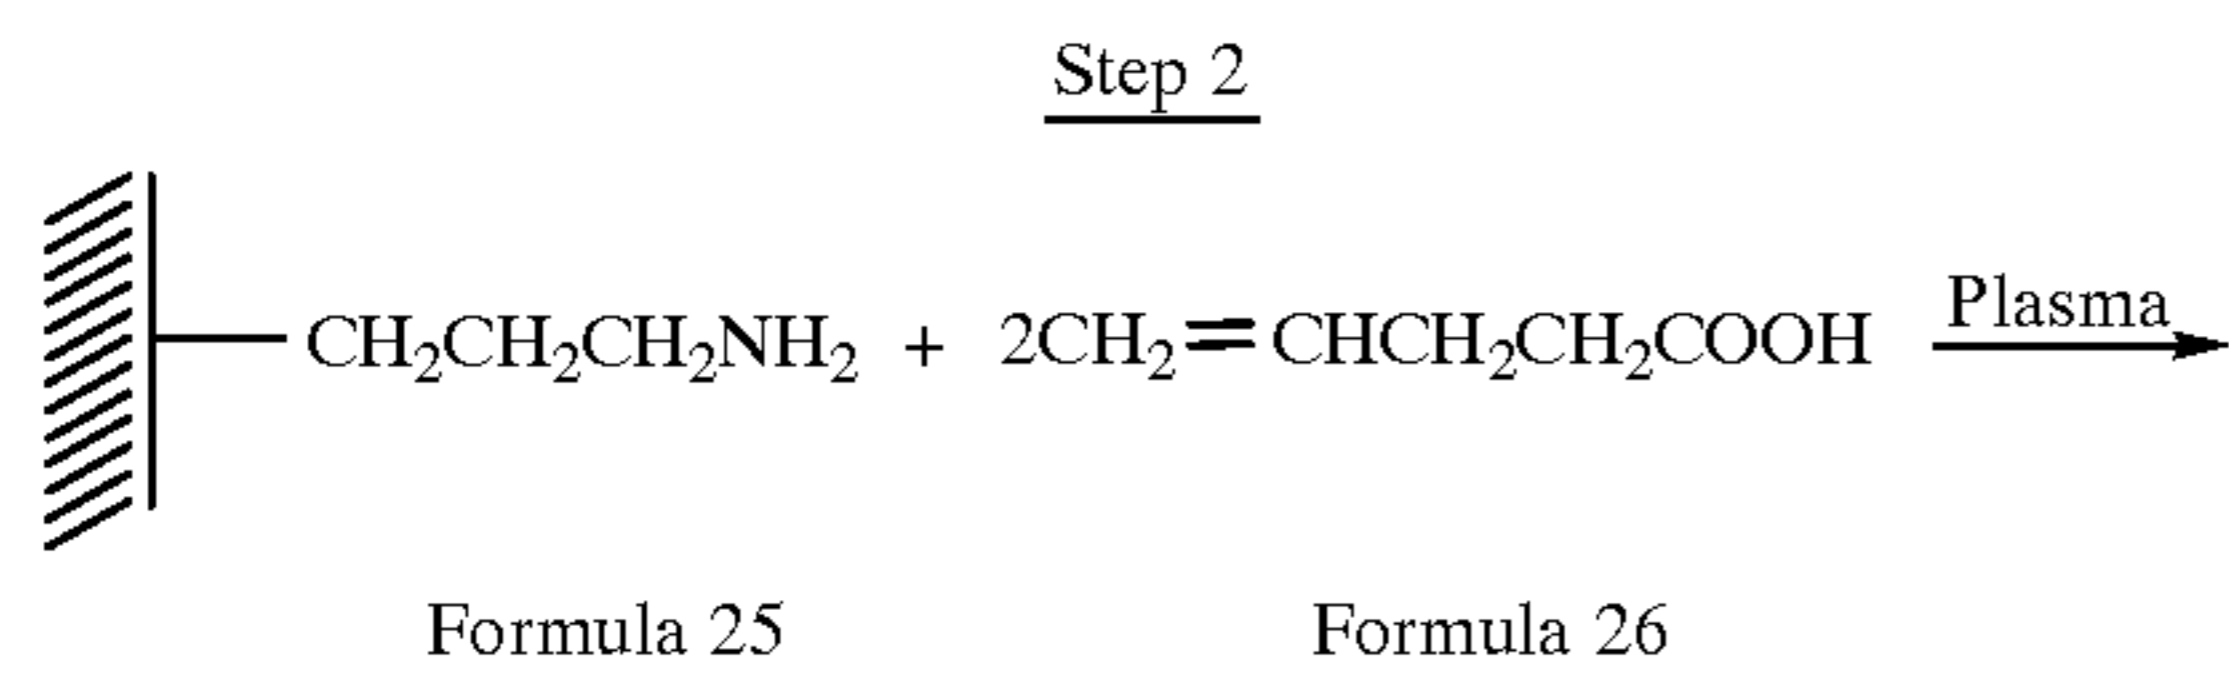 Step 2
CH₂CH₂CH₂NH₂ + 2CH₂=CHCH₂CH₂COOH Plasma
Formula 25 Formula 26